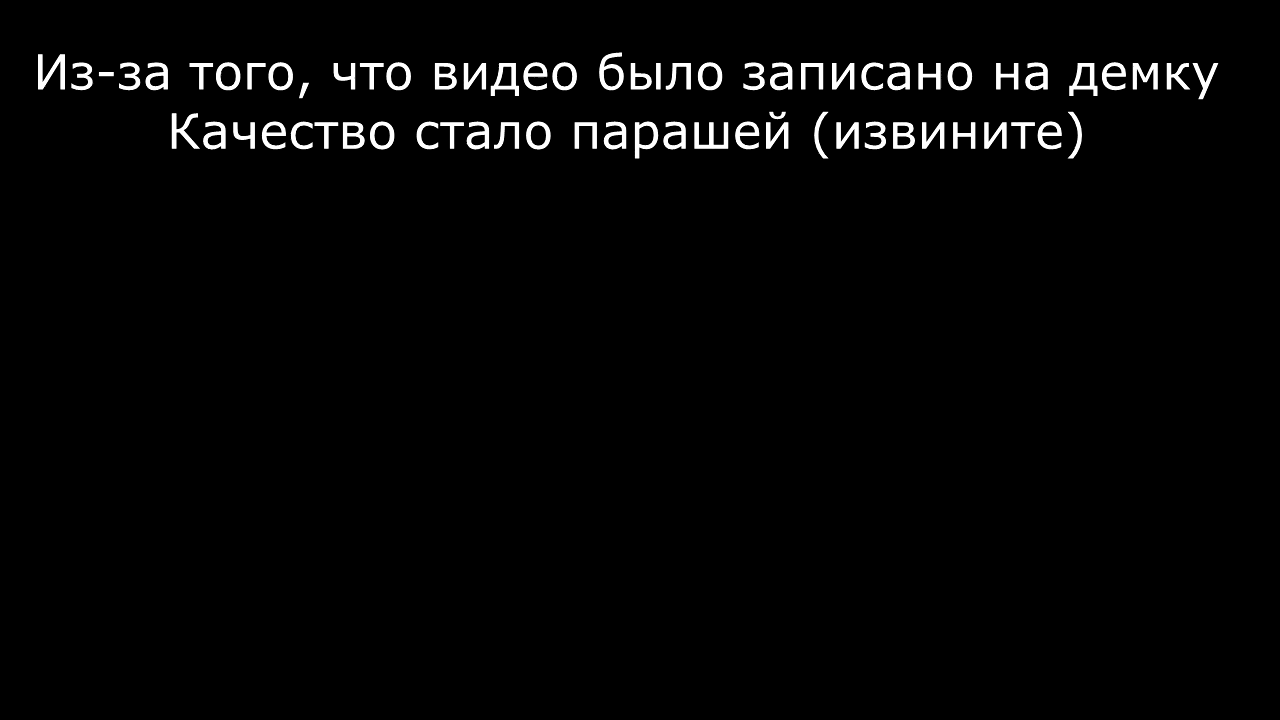 Из-за того, что видео было записано на демку
Качество стало парашей (извините)